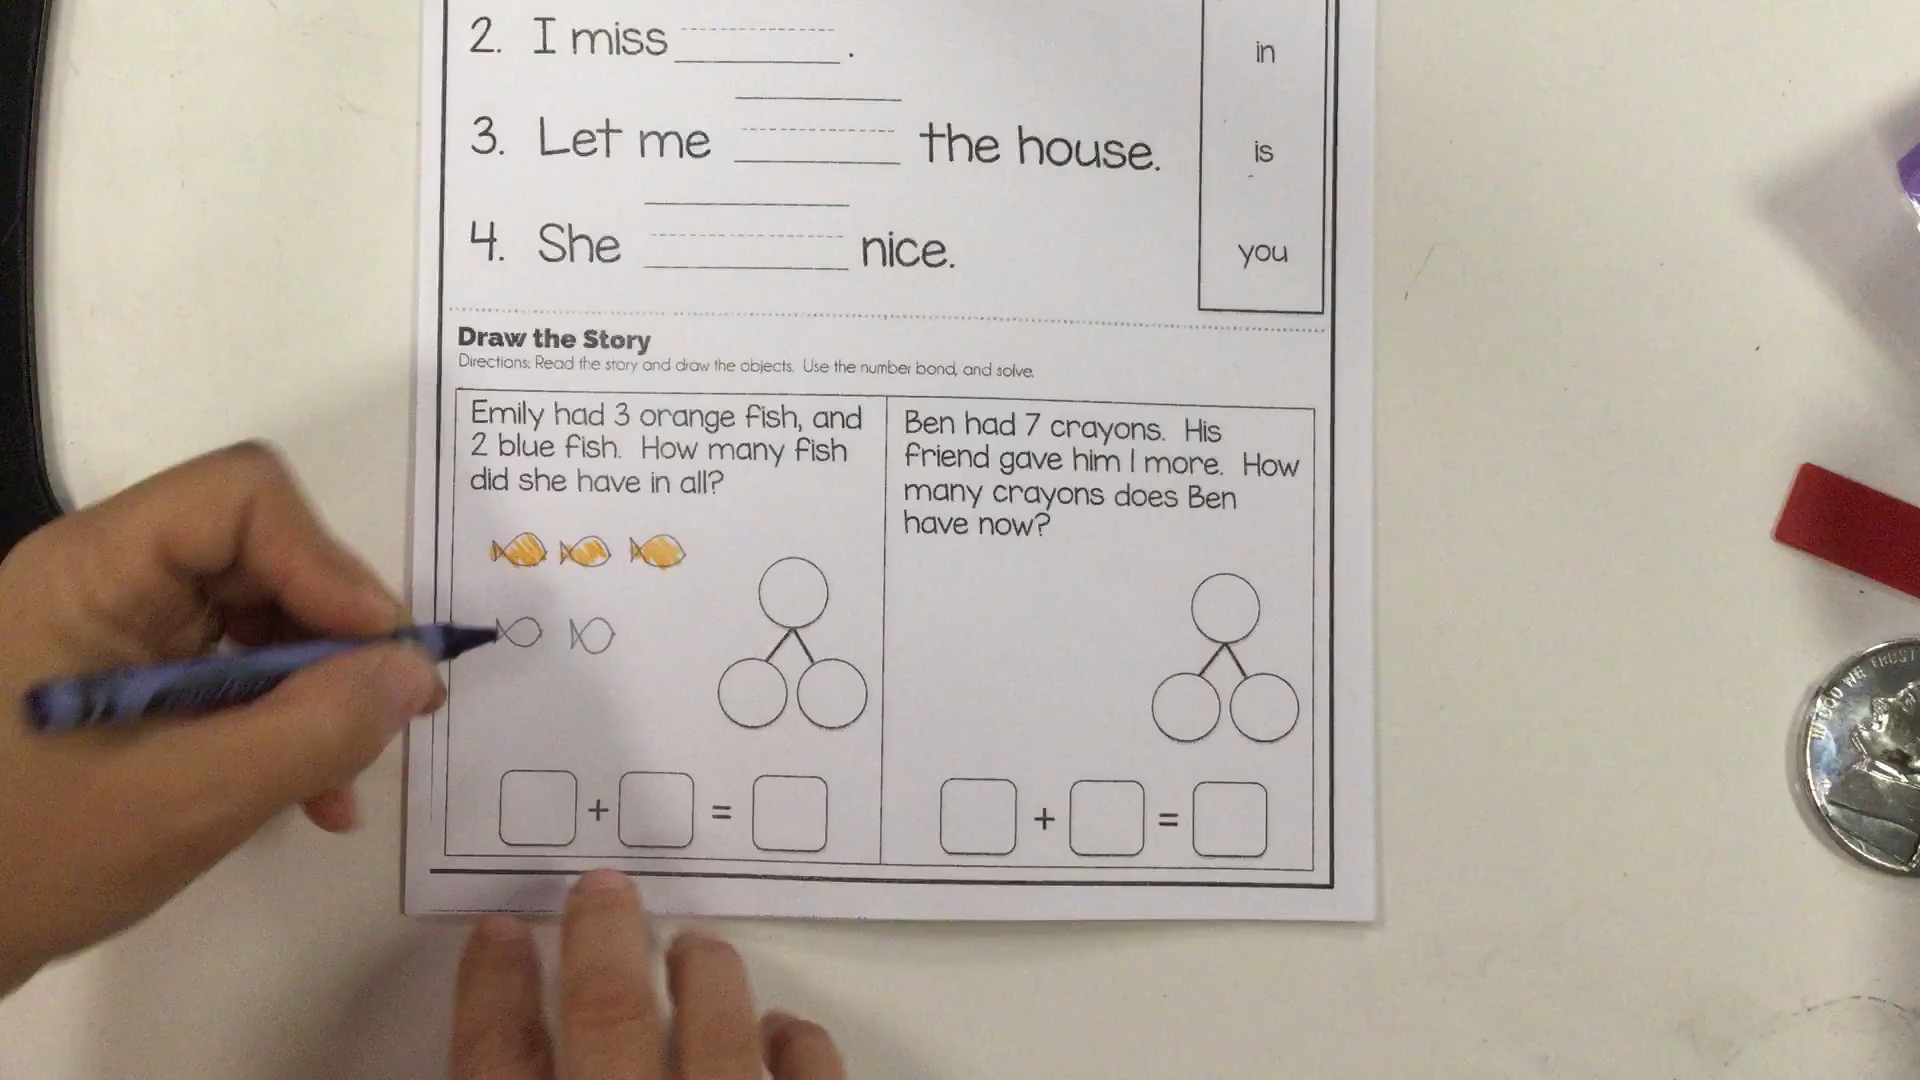 2. I miss .
in
3. Let me the house.
is
4. She nice.
you
Draw the Story
Directions: Read the story and draw the objects. Use the number bond, and solve.
Emily had 3 orange fish, and
2 blue fish. How many fish
did she have in all?
+ =
Ben had 7 crayons. His
friend gave him 1 more. How
many crayons does Ben
have now?
+ =
WE TRUST